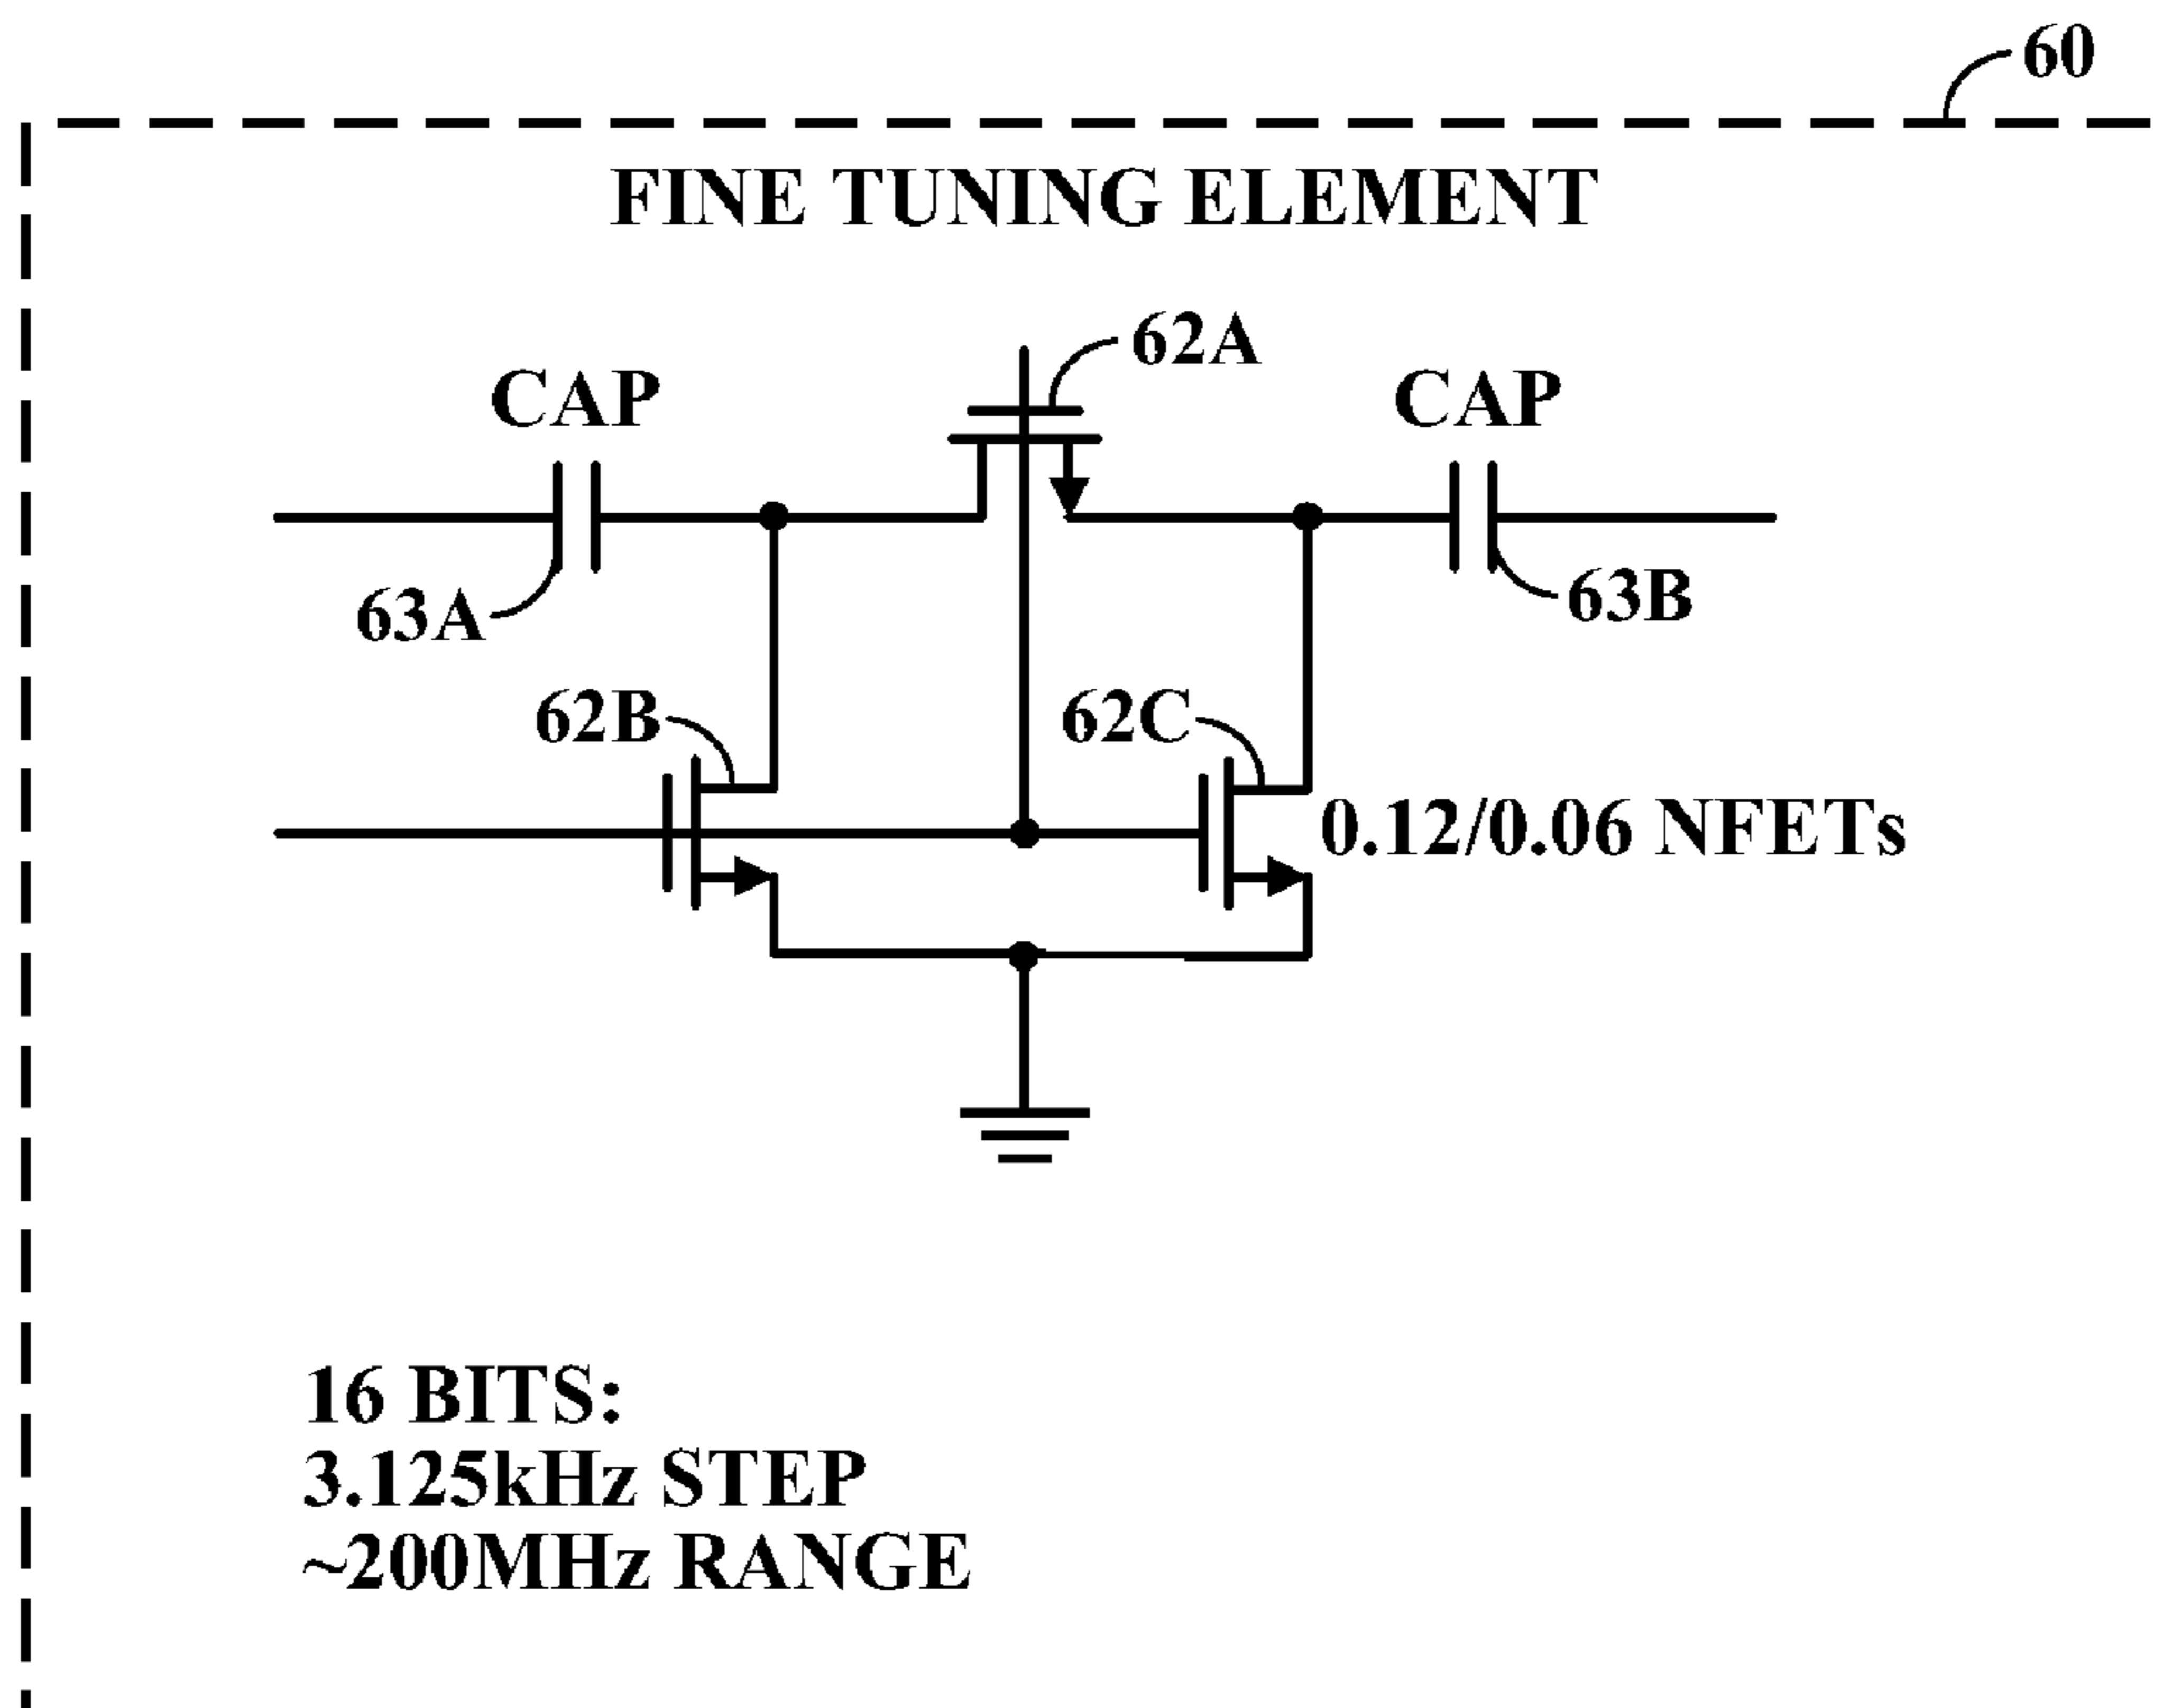 60
FINE TUNING ELEMENT
62A
CAP
CAP
63A
63B
62B
62C
0.12/0.06 NFETs
16 BITS:
3.125kHz STEP
~200MHz RANGE